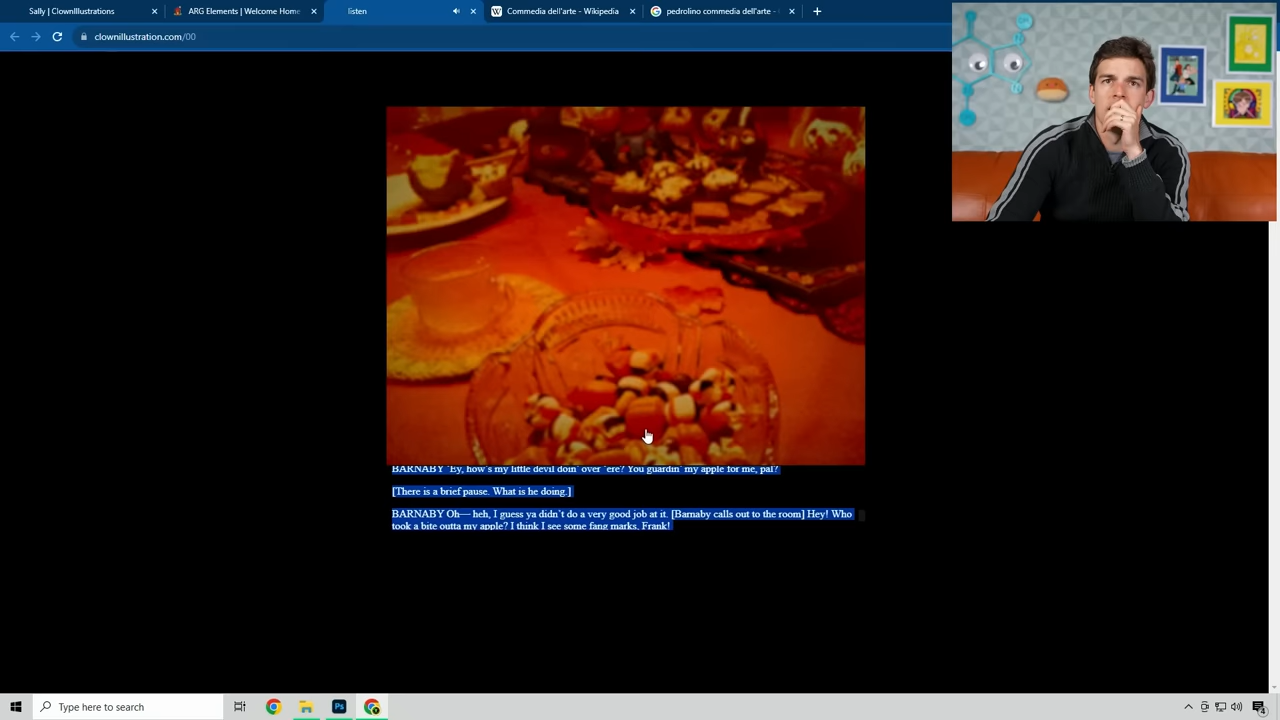 Sally | ClownIllustrations
ARG Elements | Welcome Home
listen
Commedia dell'arte - Wikipedia
pedrolino commedia dell'arte -
clownillustration.com/00
BARNABY 'Ey, how's my little devil doin' over 'ere? You guardin' my apple for me, pal?
[There is a brief pause. What is he doing.]
BARNABY Oh— heh, I guess ya didn't do a very good job at it. [Barnaby calls out to the room] Hey! Who
took a bite outta my apple? I think I see some fang marks, Frank!
Type here to search
Ps
4